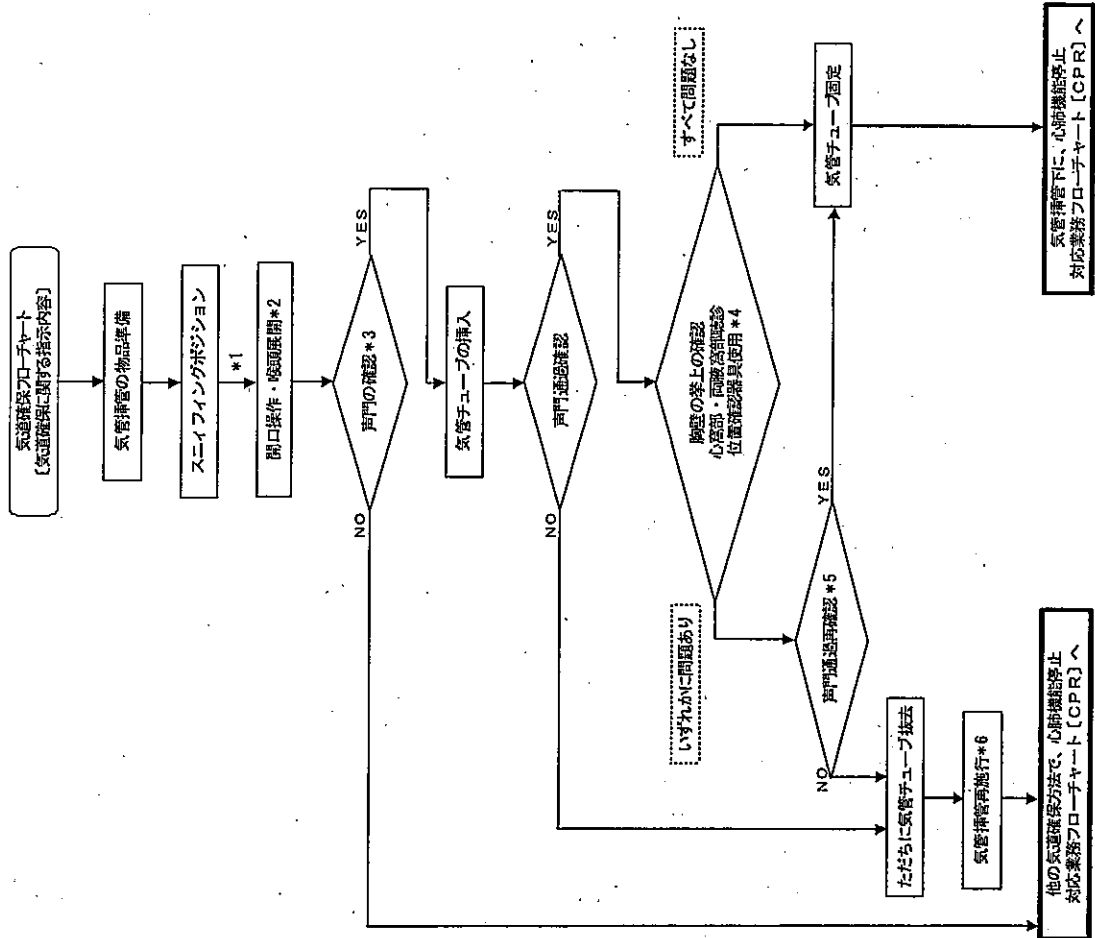 気道確保フローチャート
〔気道確保に関する指示内容〕
気管挿管の物品準備
スニィフィングポジション
*1
開口操作・喉頭展開*2
声門の確認*3
YES
NO
気管チューブの挿入
声門通過確認
YES
NO
胸壁の挙上の確認
心窩部・両腋窩部聴診
位置確認器具使用*4
すべて問題なし
いずれかに問題あり
声門通過再確認*5
YES
NO
気管チューブ固定
ただちに気管チューブ抜去
気管挿管再施行*6
他の気道確保方法で、心肺機能停止
対応業務フローチャート［CPR］へ
気管挿管下に、心肺機能停止
対応業務フローチャート［CPR］へ